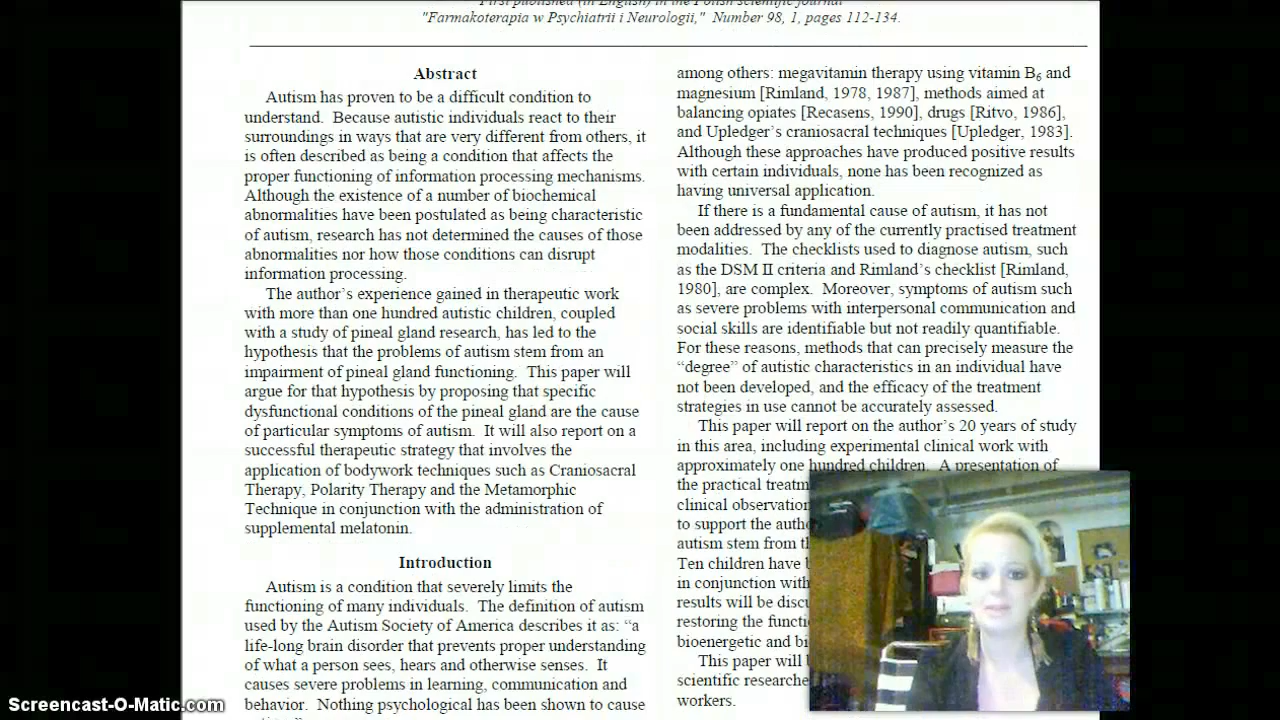 First published (in English) in the Polish scientific journal
"Farmakoterapia w Psychiatrii i Neurologii," Number 98, 1, pages 112-134.
Abstract
Autism has proven to be a difficult condition to
understand. Because autistic individuals react to their
surroundings in ways that are very different from others, it
is often described as being a condition that affects the
proper functioning of information processing mechanisms.
Although the existence of a number of biochemical
abnormalities have been postulated as being characteristic
of autism, research has not determined the causes of those
abnormalities nor how those conditions can disrupt
information processing.
The author's experience gained in therapeutic work
with more than one hundred autistic children, coupled
with a study of pineal gland research, has led to the
hypothesis that the problems of autism stem from an
impairment of pineal gland functioning. This paper will
argue for that hypothesis by proposing that specific
dysfunctional conditions of the pineal gland are the cause
of particular symptoms of autism. It will also report on a
successful therapeutic strategy that involves the
application of bodywork techniques such as Craniosacral
Therapy, Polarity Therapy and the Metamorphic
Technique in conjunction with the administration of
supplemental melatonin.
Introduction
Autism is a condition that severely limits the
functioning of many individuals. The definition of autism
used by the Autism Society of America describes it as: "a
life-long brain disorder that prevents proper understanding
of what a person sees, hears and otherwise senses. It
causes severe problems in learning, communication and
behavior. Nothing psychological has been shown to cause
among others: megavitamin therapy using vitamin B6 and
magnesium [Rimland, 1978, 1987], methods aimed at
balancing opiates [Recasens, 1990], drugs [Ritvo, 1986],
and Upledger's craniosacral techniques [Upledger, 1983].
Although these approaches have produced positive results
with certain individuals, none has been recognized as
having universal application.
If there is a fundamental cause of autism, it has not
been addressed by any of the currently practised treatment
modalities. The checklists used to diagnose autism, such
as the DSM II criteria and Rimland's checklist [Rimland,
1980], are complex. Moreover, symptoms of autism such
as severe problems with interpersonal communication and
social skills are identifiable but not readily quantifiable.
For these reasons, methods that can precisely measure the
"degree" of autistic characteristics in an individual have
not been developed, and the efficacy of the treatment
strategies in use cannot be accurately assessed.
This paper will report on the author's 20 years of study
in this area, including experimental clinical work with
approximately one hundred children. A presentation of
the practical treatm
clinical observation
to support the autho
autism stem from th
Ten children have b
in conjunction with
results will be discu
restoring the functi
bioenergetic and bi
This paper will b
scientific researche
workers.
Screencast-O-Matic.com